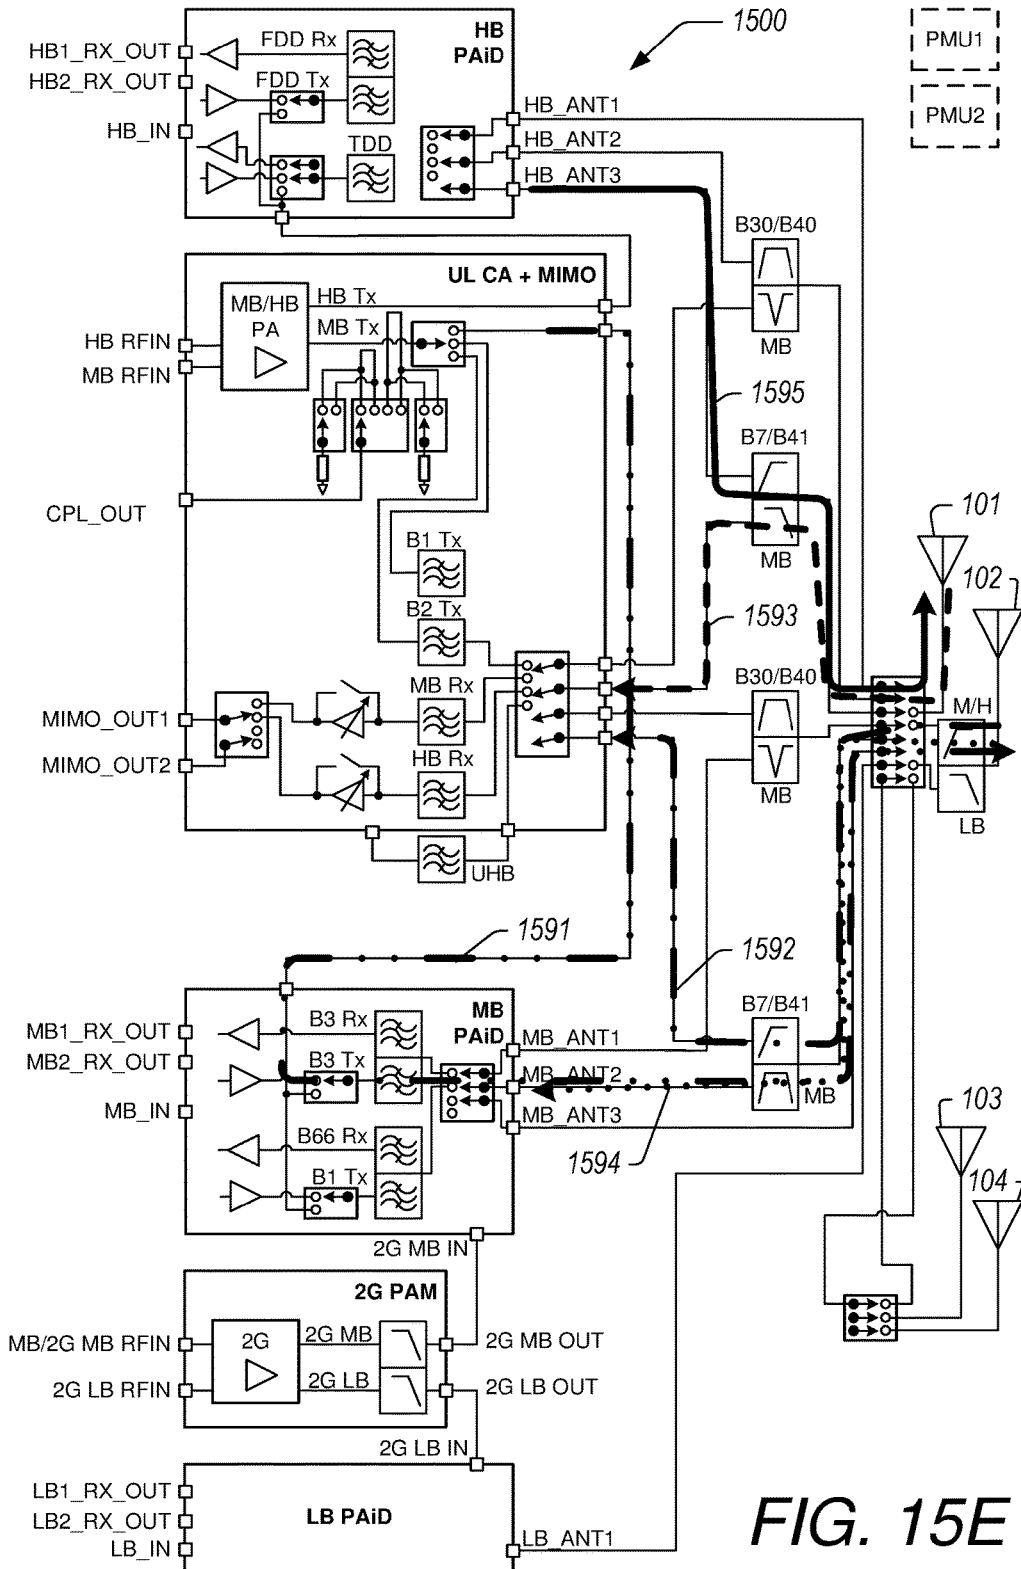 1500
HB
PAiD
PMU1
PMU2
HB1_RX_OUT
HB2_RX_OUT
HB_IN
FDD Rx
FDD Tx
TDD
HB_ANT1
HB_ANT2
HB_ANT3
B30/B40
MB
UL CA + MIMO
MB/HB
PA
HB Tx
MB Tx
HB RFIN
MB RFIN
CPL_OUT
1595
B7/B41
MB
B1 Tx
B2 Tx
1593
101
102
MB Rx
HB Rx
MIMO_OUT1
MIMO_OUT2
B30/B40
MB
M/H
LB
UHB
1591
1592
MB
PAiD
MB1_RX_OUT
MB2_RX_OUT
MB_IN
B3 Rx
B3 Tx
B66 Rx
B1 Tx
MB_ANT1
MB_ANT2
MB_ANT3
B7/B41
MB
1594
103
104
2G MB IN
2G PAM
MB/2G MB RFIN
2G LB RFIN
2G
2G MB
2G LB
2G MB OUT
2G LB OUT
2G LB IN
LB1_RX_OUT
LB2_RX_OUT
LB_IN
LB PAiD
LB_ANT1
FIG. 15E